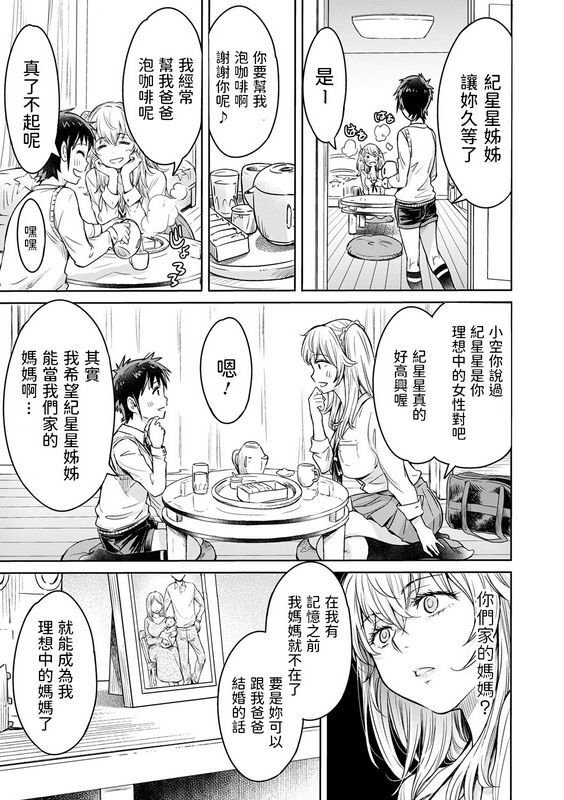 紀星星姊姊
讓妳久等了
ぱち
ぱち
是ー
你要幫我
泡咖啡啊
謝謝你呢♪
我經常
幫我爸爸
泡咖啡呢
真了不起呢
嘿嘿
小空你說過
紀星星是你
理想中的女性對吧
紀星星真的
好高興喔
嗯！
其實
我希望紀星星姊姊
能當我們家的
媽媽啊…
你們家的媽媽？
在我有
記憶之前
我媽媽就不在了
要是妳可以
跟我爸爸
結婚的話
就能成為我
理想中的媽媽了